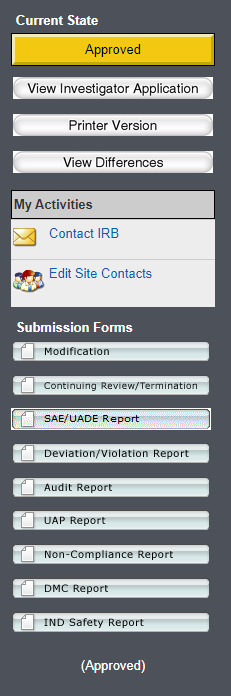 Current State
Approved
View Investigator Application
Printer Version
View Differences
My Activities
Contact IRB
Edit Site Contacts
Submission Forms
Modification
Continuing Review/Termination
SAE/UADE Report
Deviation/Violation Report
Audit Report
UAP Report
Non-Compliance Report
DMC Report
IND Safety Report
(Approved)